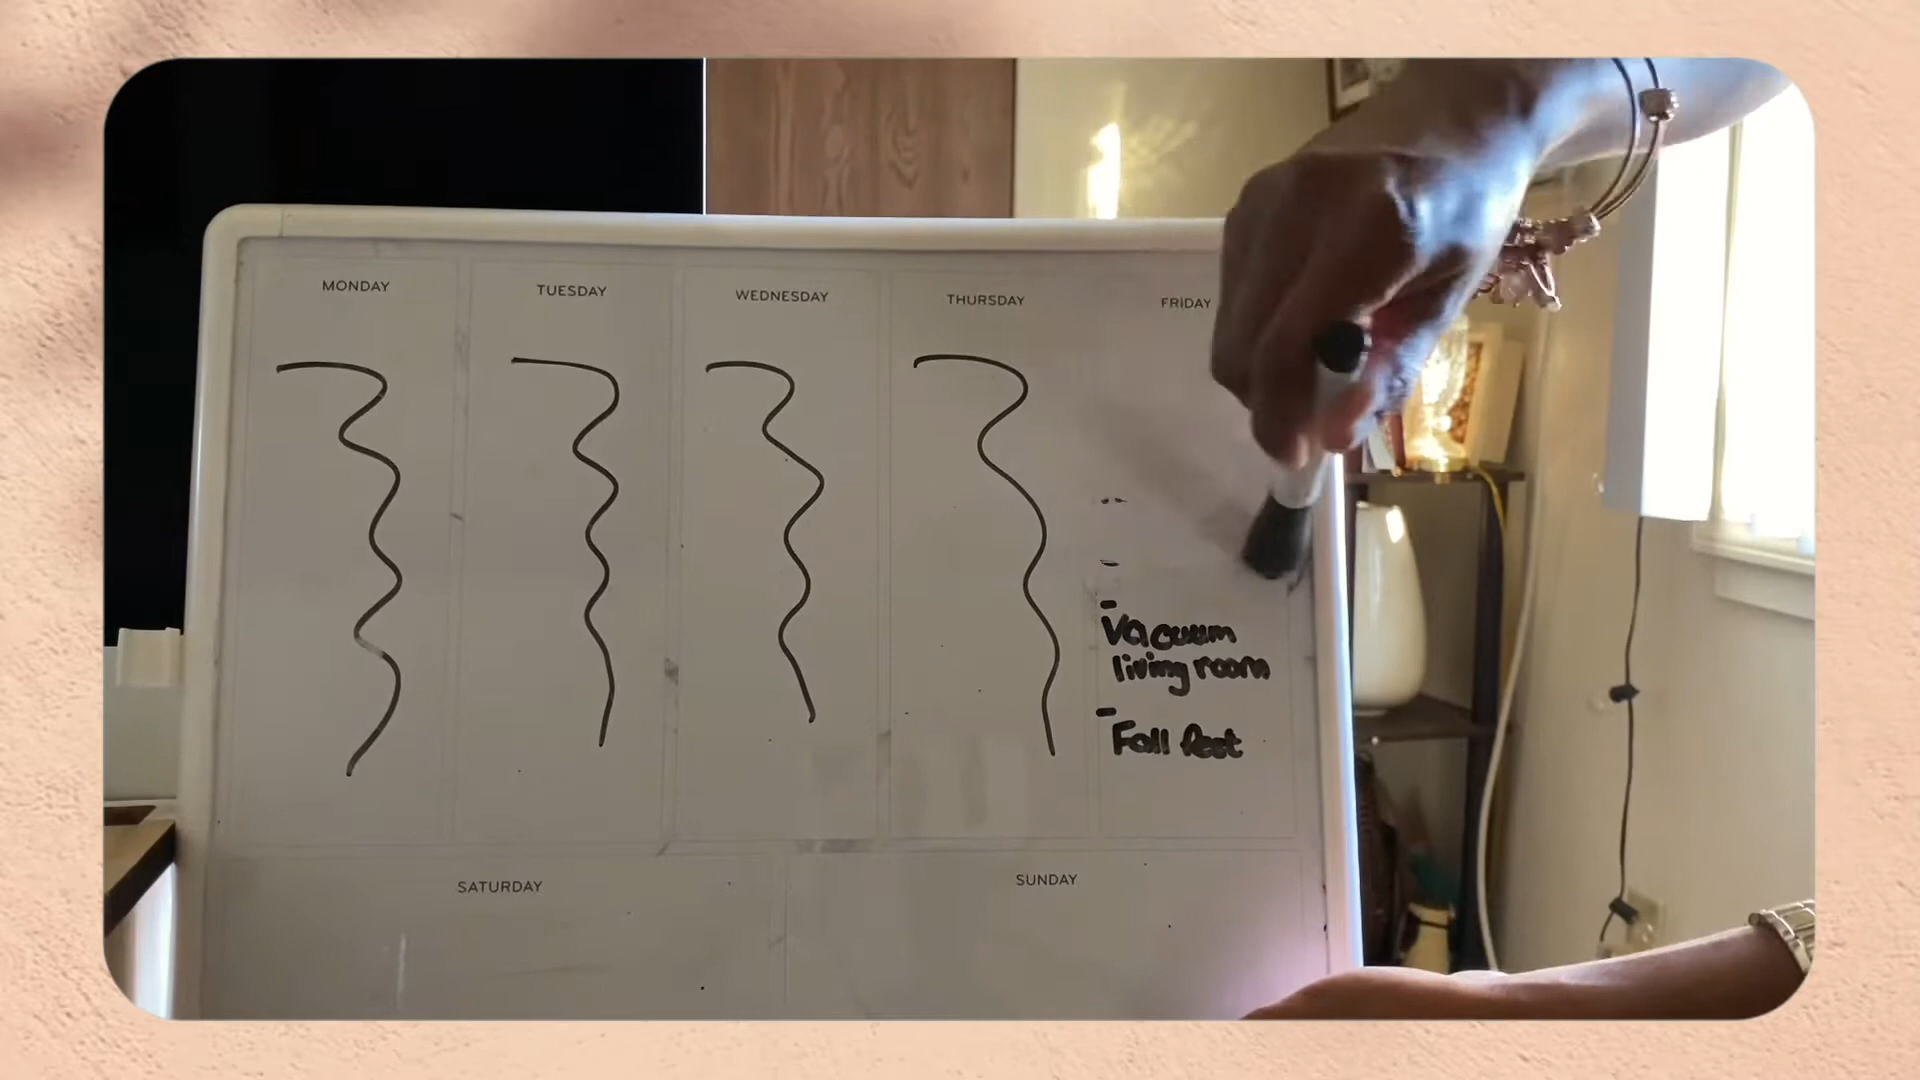 MONDAY
TUESDAY
WEDNESDAY
THURSDAY
FRIDAY
- Vacuum
living room
- Fall fest
SATURDAY
SUNDAY